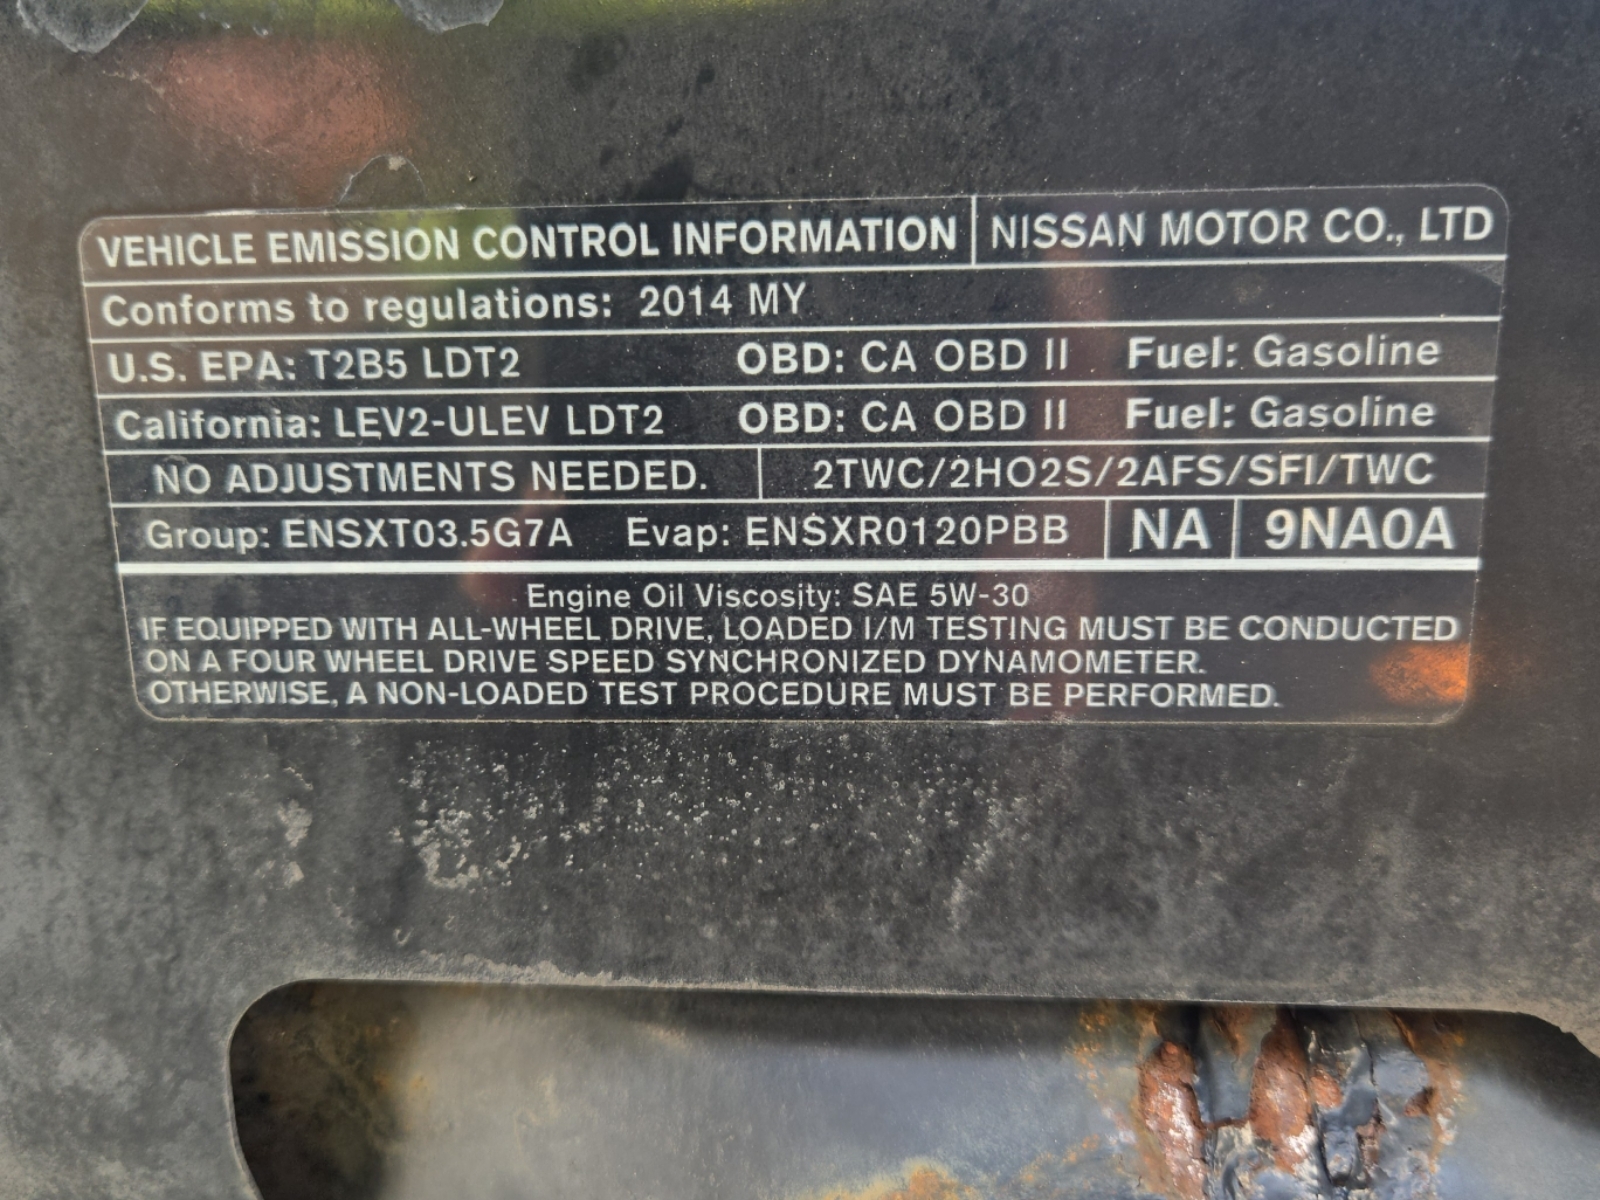 VEHICLE EMISSION CONTROL INFORMATION NISSAN MOTOR CO., LTD
Conforms to regulations: 2014 MY
U.S. EPA: T2B5 LDT2 OBD: CA OBD II Fuel: Gasoline
California: LEV2-ULEV LDT2 OBD: CA OBD II Fuel: Gasoline
NO ADJUSTMENTS NEEDED. 2TWC/2HO2S/2AFS/SFI/TWC
Group: ENSXT03.5G7A Evap: ENSXR0120PBB NA 9NA0A
Engine Oil Viscosity: SAE 5W-30
IF EQUIPPED WITH ALL-WHEEL DRIVE, LOADED I/M TESTING MUST BE CONDUCTED
ON A FOUR WHEEL DRIVE SPEED SYNCHRONIZED DYNAMOMETER.
OTHERWISE, A NON-LOADED TEST PROCEDURE MUST BE PERFORMED.